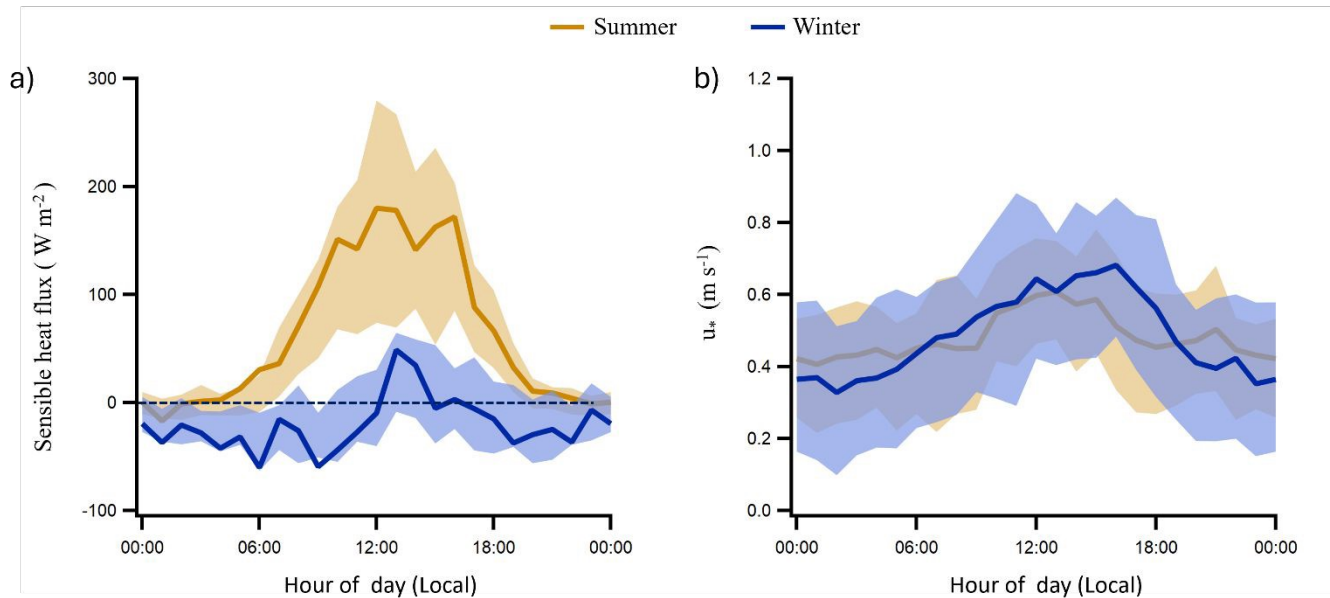 Summer Winter
a)
300
200
100
0
-100
Sensible heat flux ( W m⁻² )
00:00 06:00 12:00 18:00 00:00
Hour of day (Local)
b)
1.2
1.0
0.8
0.6
0.4
0.2
0.0
u* (m s⁻¹)
00:00 06:00 12:00 18:00 00:00
Hour of day (Local)